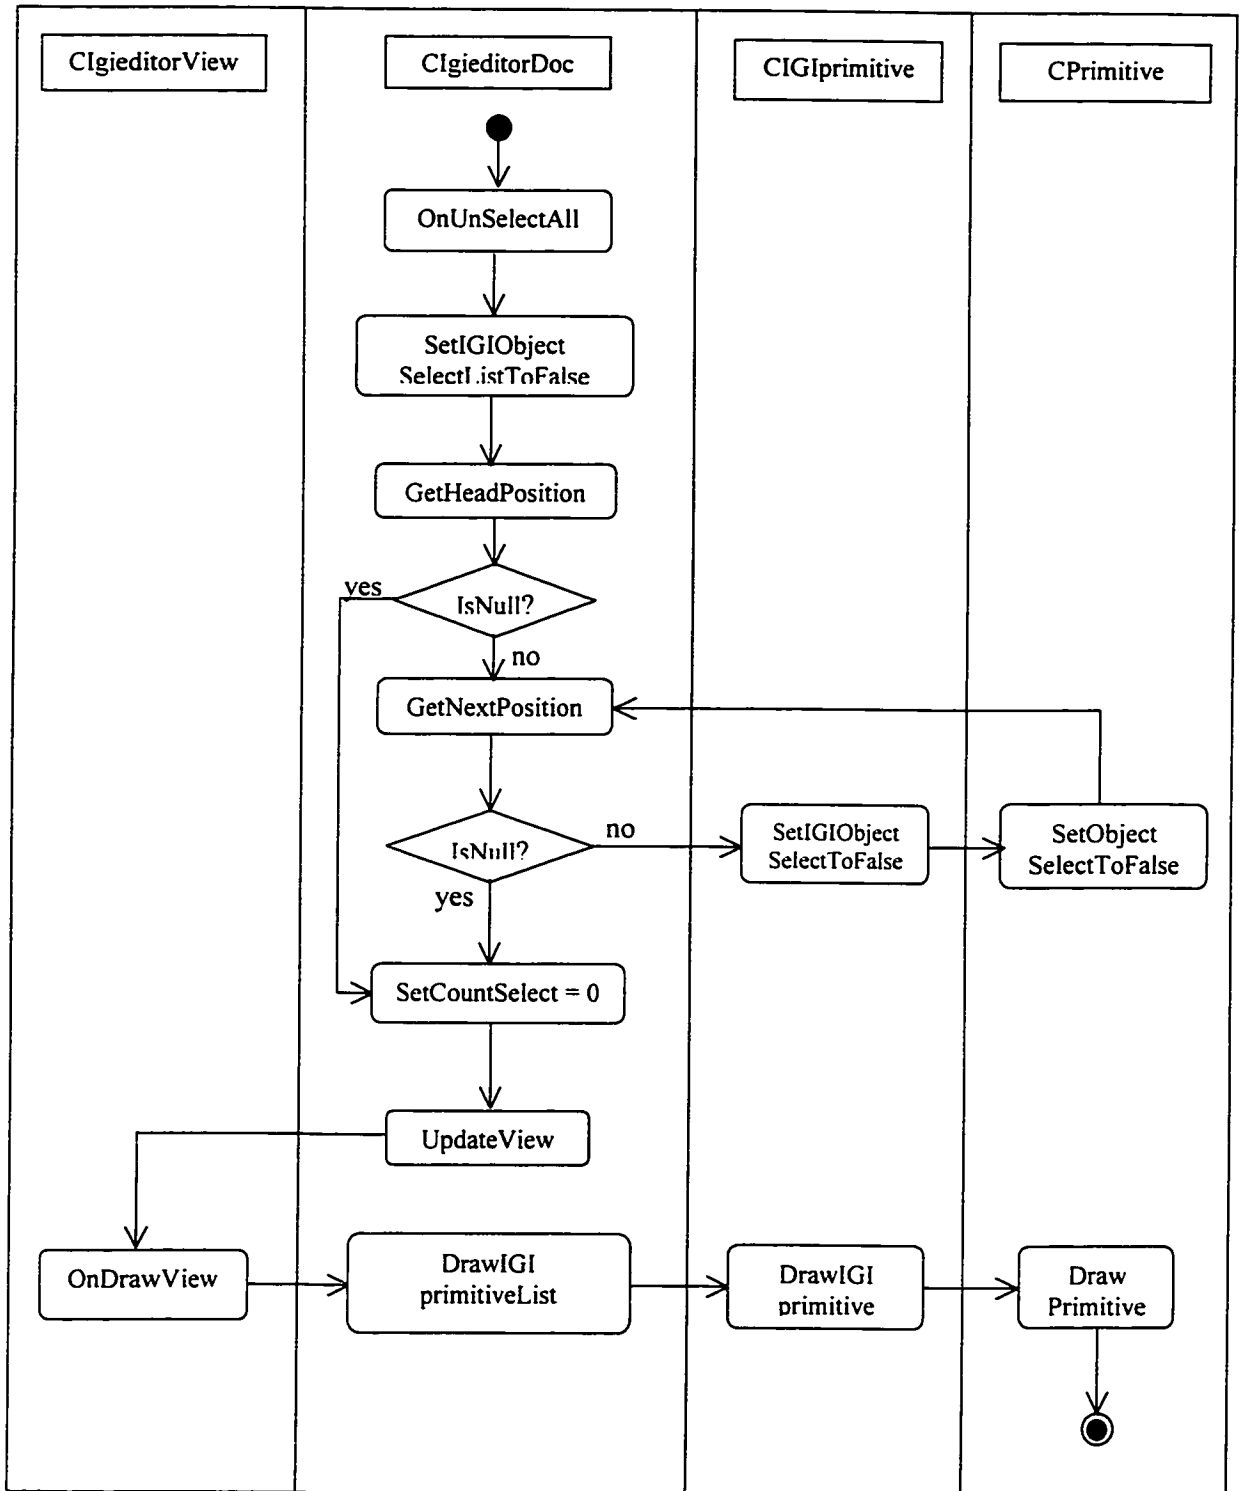 CIgieditorView
CIgieditorDoc
CIGIprimitive
CPrimitive
OnUnSelectAll
SetIGIObject
SelectListToFalse
GetHeadPosition
yes
IsNull?
no
GetNextPosition
IsNull?
no
SetIGIObject
SelectToFalse
SetObject
SelectToFalse
yes
SetCountSelect = 0
UpdateView
OnDrawView
DrawIGI
primitiveList
DrawIGI
primitive
Draw
Primitive